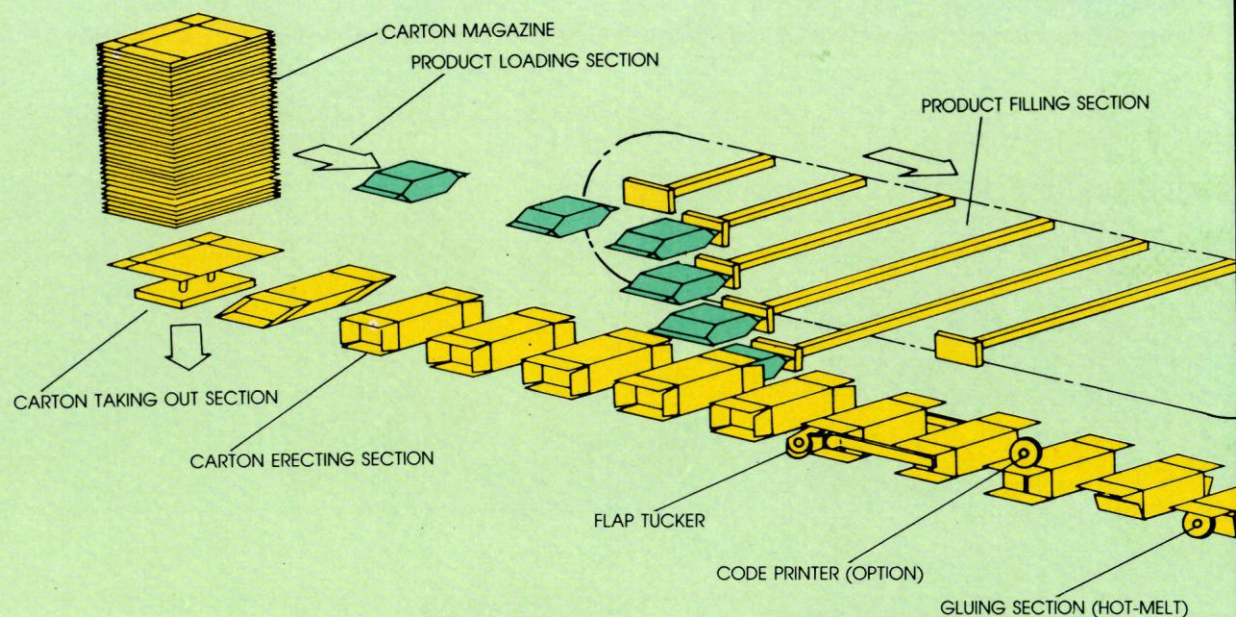 CARTON MAGAZINE
PRODUCT LOADING SECTION
PRODUCT FILLING SECTION
CARTON TAKING OUT SECTION
CARTON ERECTING SECTION
FLAP TUCKER
CODE PRINTER (OPTION)
GLUING SECTION (HOT-MELT)